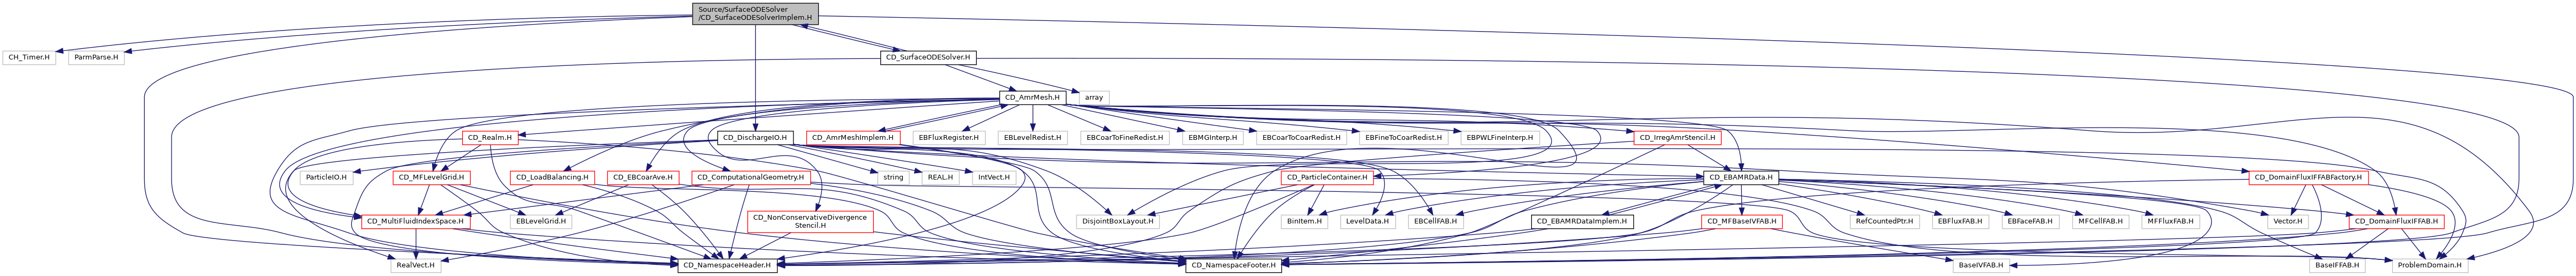 Source/SurfaceODESolver
/CD_SurfaceODESolverImplem.H
CH_Timer.H
ParmParse.H
CD_SurfaceODESolver.H
CD_AmrMesh.H
array
CD_Realm.H
CD_DischargeIO.H
CD_AmrMeshImplem.H
EBFluxRegister.H
EBLevelRedist.H
EBCoarToFineRedist.H
EBMGInterp.H
EBCoarToCoarRedist.H
EBFineToCoarRedist.H
EBPWLFineInterp.H
CD_IrregAmrStencil.H
ParticleIO.H
CD_MFLevelGrid.H
CD_LoadBalancing.H
CD_EBCoarAve.H
CD_ComputationalGeometry.H
string
REAL.H
IntVect.H
CD_ParticleContainer.H
CD_EBAMRData.H
CD_DomainFluxIFFABFactory.H
CD_MultiFluidIndexSpace.H
EBLevelGrid.H
CD_NonConservativeDivergence
Stencil.H
DisjointBoxLayout.H
BinItem.H
LevelData.H
EBCellFAB.H
CD_EBAMRDataImplem.H
CD_MFBaseIVFAB.H
RefCountedPtr.H
EBFluxFAB.H
EBFaceFAB.H
MFCellFAB.H
MFFluxFAB.H
Vector.H
CD_DomainFluxIFFAB.H
RealVect.H
CD_NamespaceHeader.H
CD_NamespaceFooter.H
BaseIVFAB.H
BaseIFFAB.H
ProblemDomain.H